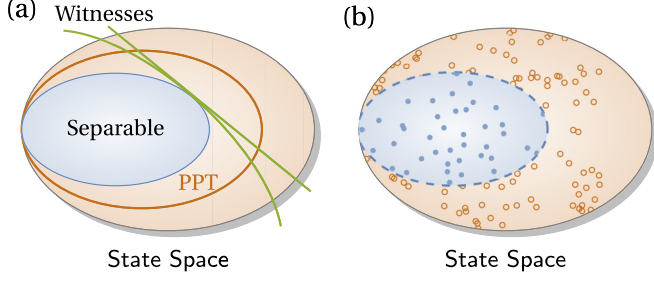 (a)
Witnesses
Separable
PPT
State Space
(b)
State Space